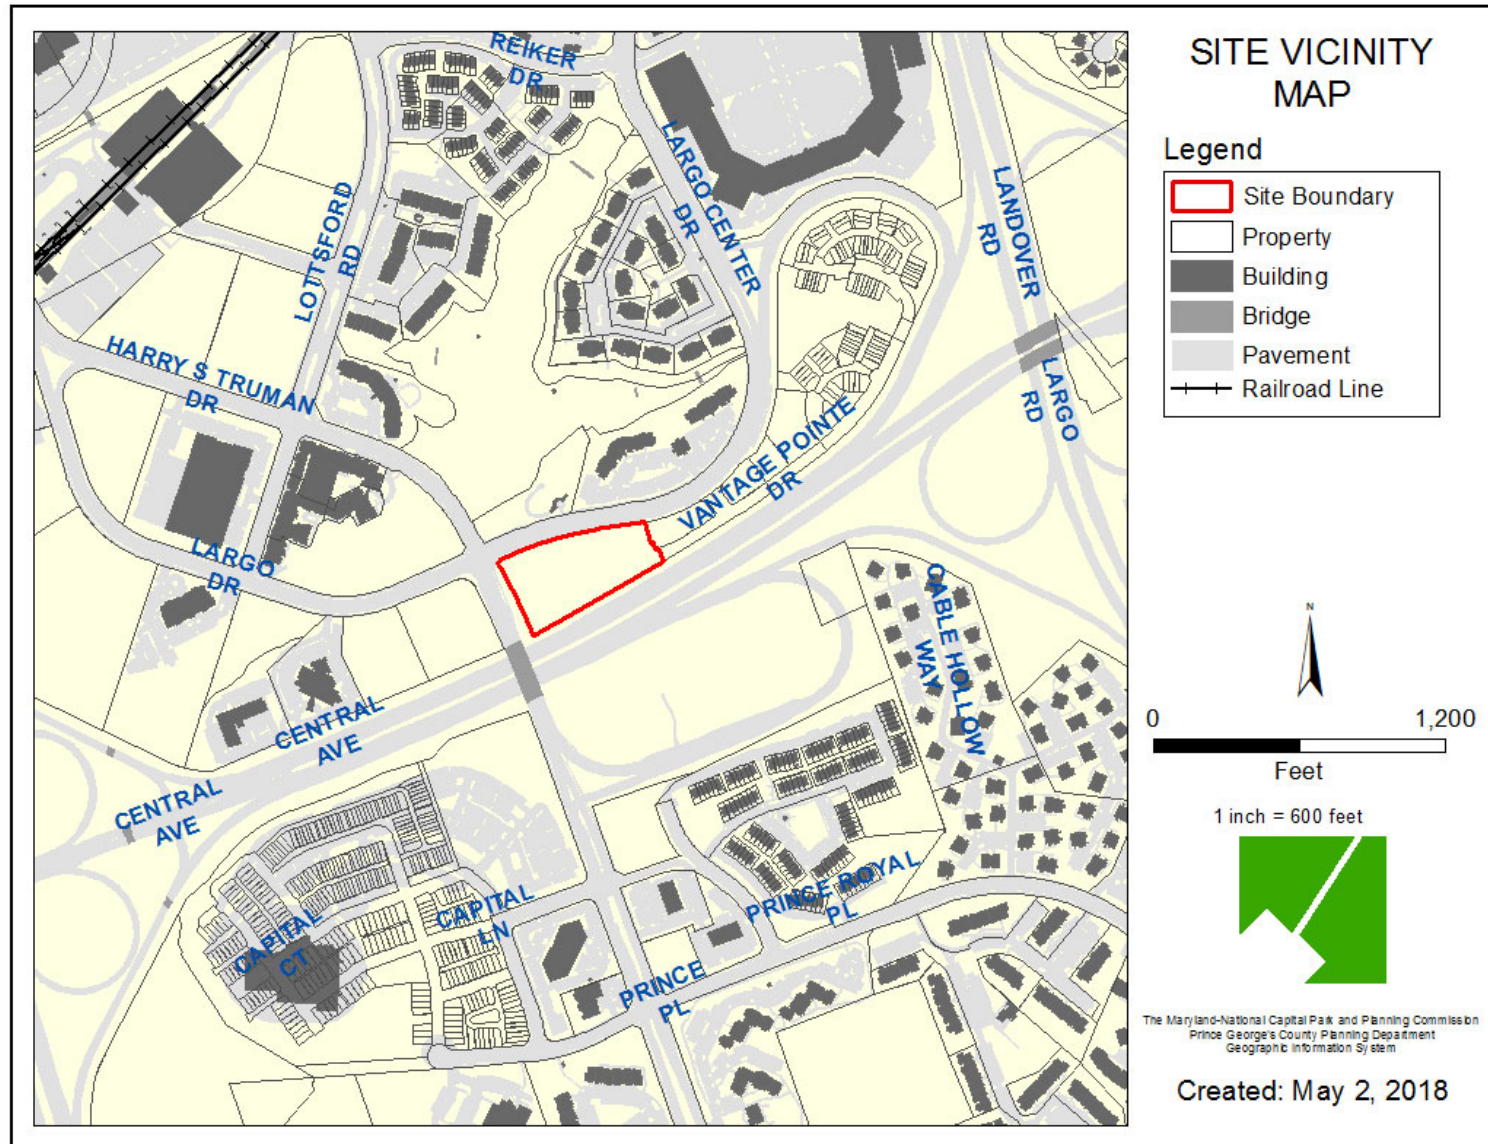 SITE VICINITY
MAP
Legend
Site Boundary
Property
Building
Bridge
Pavement
Railroad Line
N
0 1,200
Feet
1 inch = 600 feet
The Maryland-National Capital Park and Planning Commission
Prince George's County Planning Department
Geographic Information System
Created: May 2, 2018
REIKER
DR
LARGO CENTER
DR
LANDOVER
RD
LOTTSFORD
RD
HARRY S TRUMAN
DR
LARGO
RD
VANTAGE POINTE
DR
LARGO
DR
CABLE HOLLOW
WAY
CENTRAL
AVE
CENTRAL
AVE
CAPITAL
LN
CAPITAL
CT
PRINCE ROYAL
PL
PRINCE
PL